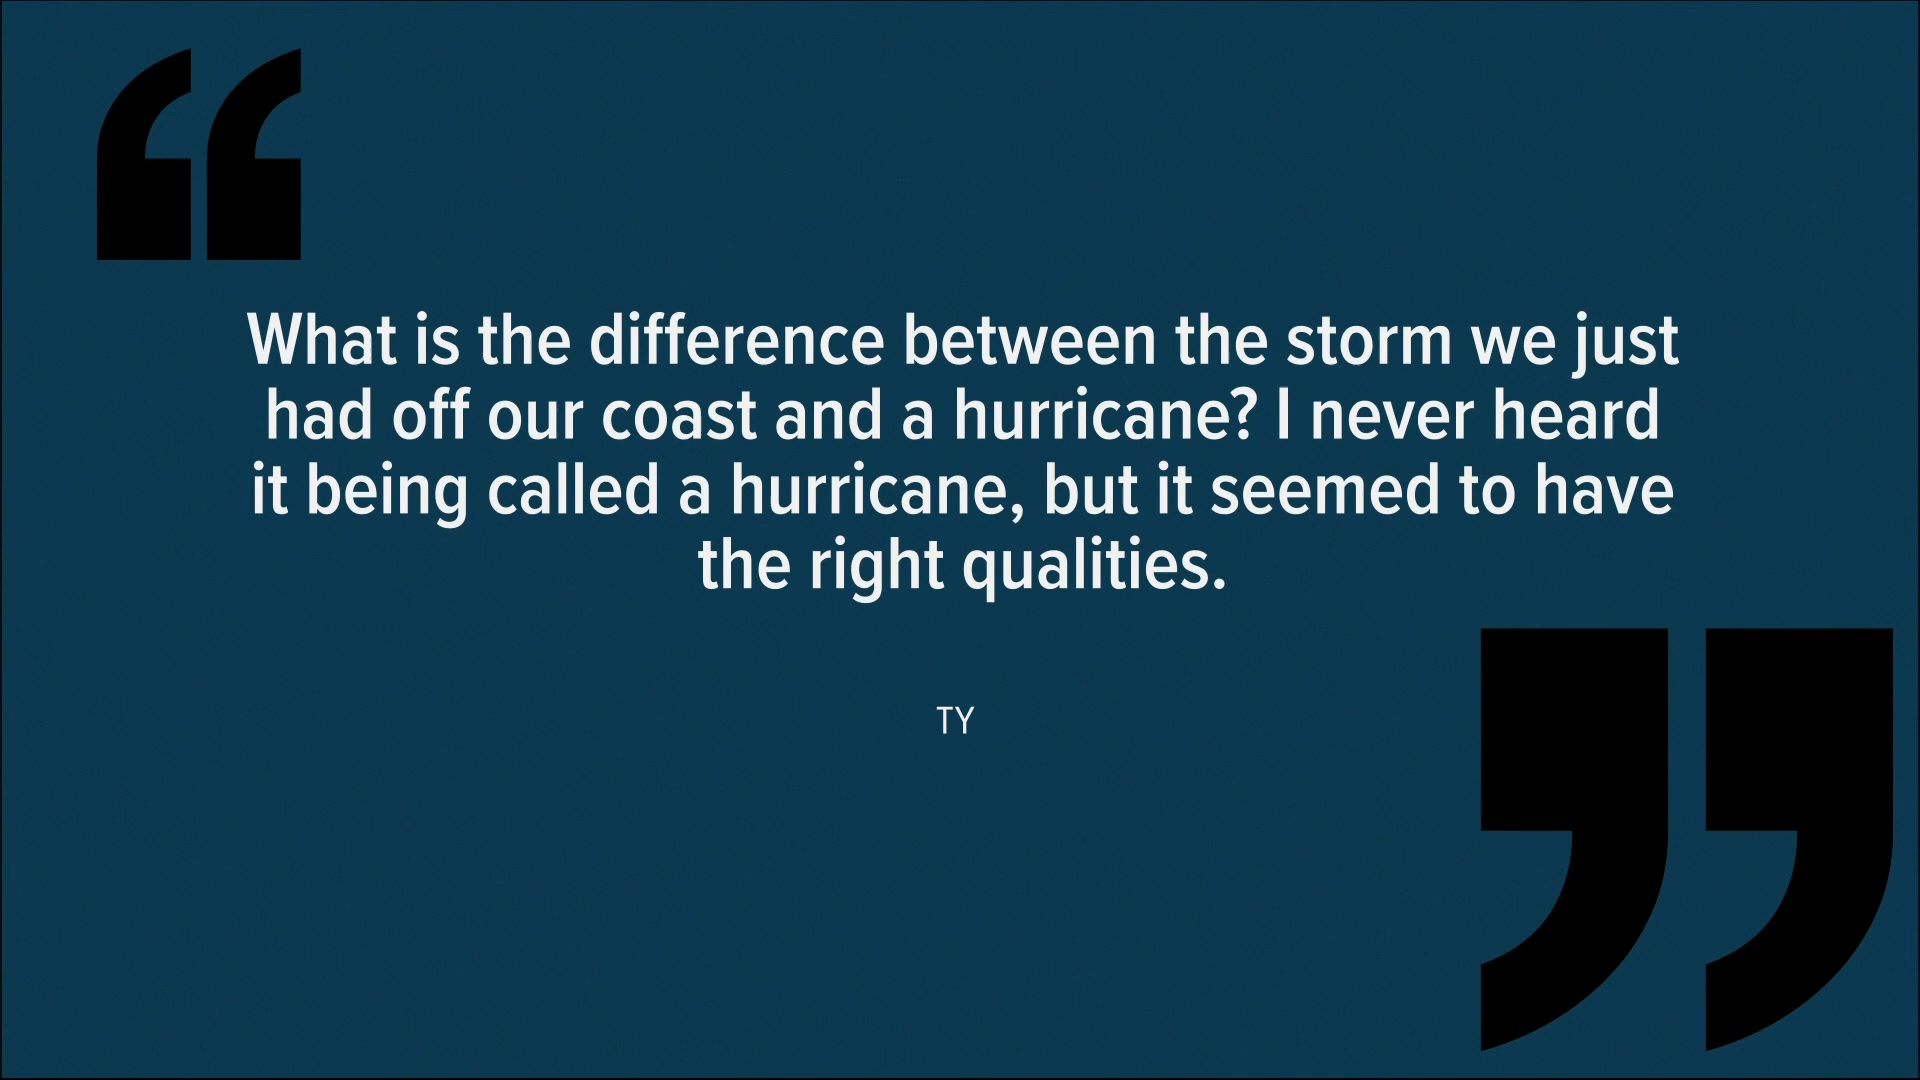 What is the difference between the storm we just
had off our coast and a hurricane? I never heard
it being called a hurricane, but it seemed to have
the right qualities.
TY